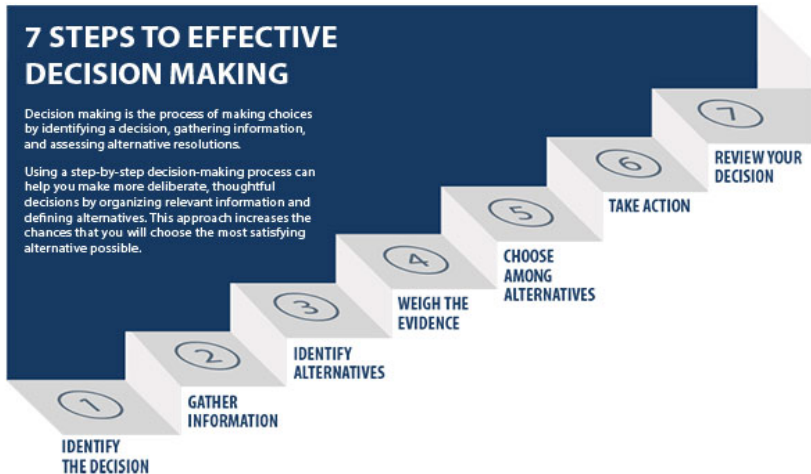 7 STEPS TO EFFECTIVE
DECISION MAKING
Decision making is the process of making choices
by identifying a decision, gathering information,
and assessing alternative resolutions.
Using a step-by-step decision-making process can
help you make more deliberate, thoughtful
decisions by organizing relevant information and
defining alternatives. This approach increases the
chances that you will choose the most satisfying
alternative possible.
1
IDENTIFY
THE DECISION
2
GATHER
INFORMATION
3
IDENTIFY
ALTERNATIVES
4
WEIGH THE
EVIDENCE
5
CHOOSE
AMONG
ALTERNATIVES
6
TAKE ACTION
7
REVIEW YOUR
DECISION